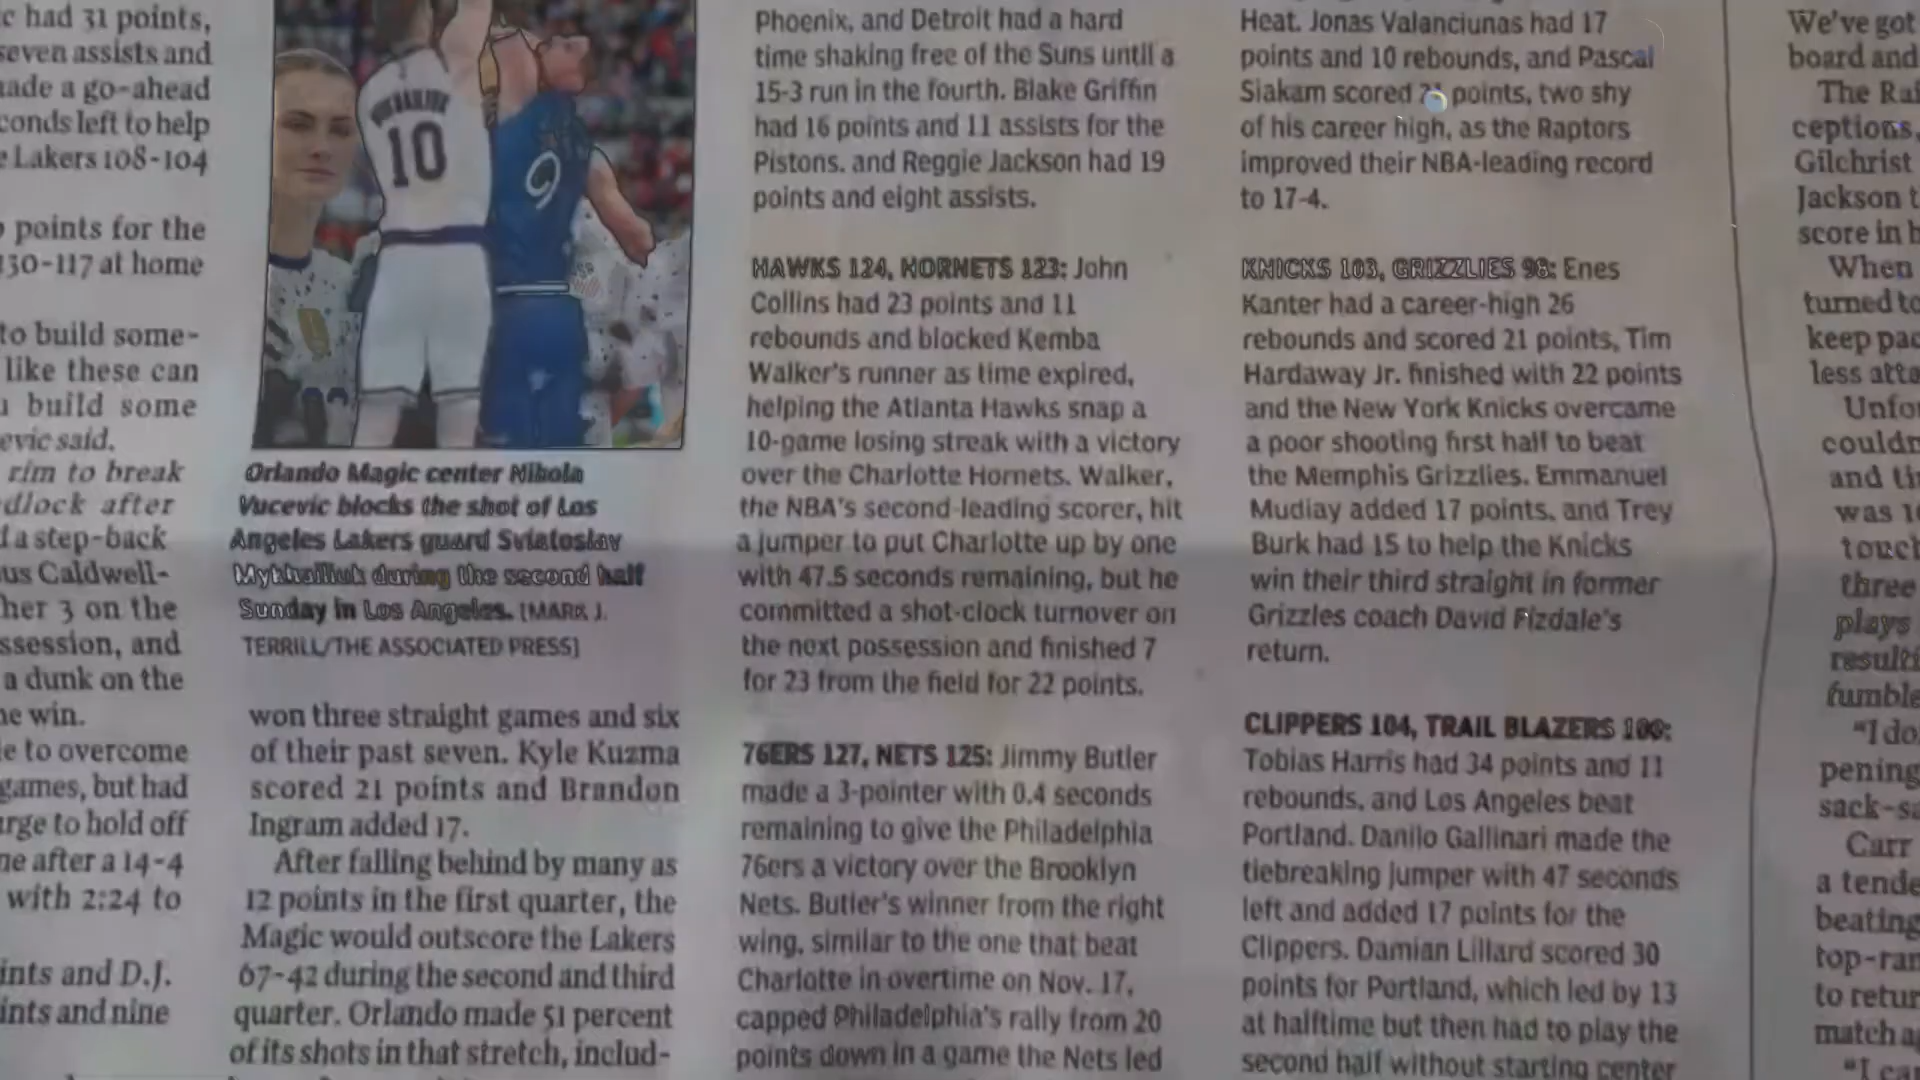 c had 31 points,
seven assists and
made a go-ahead
conds left to help
e Lakers 108-104
points for the
130-117 at home
to build some-
like these can
u build some
evic said.
rim to break
dlock after
a step-back
us Caldwell-
her 3 on the
ssession, and
a dunk on the
he win.
le to overcome
games, but had
urge to hold off
ne after a 14-4
with 2:24 to
ints and D.J.
ints and nine
10
9
Orlando Magic center Nikola
Vucevic blocks the shot of Los
Angeles Lakers guard Sviatoslav
Mykhailiuk during the second half
Sunday in Los Angeles. [MARK J.
TERRILL/THE ASSOCIATED PRESS]
won three straight games and six
of their past seven. Kyle Kuzma
scored 21 points and Brandon
Ingram added 17.
After falling behind by many as
12 points in the first quarter, the
Magic would outscore the Lakers
67-42 during the second and third
quarter. Orlando made 51 percent
of its shots in that stretch, includ-
Phoenix, and Detroit had a hard
time shaking free of the Suns until a
15-3 run in the fourth. Blake Griffin
had 16 points and 11 assists for the
Pistons, and Reggie Jackson had 19
points and eight assists.
HAWKS 124, HORNETS 123: John
Collins had 23 points and 11
rebounds and blocked Kemba
Walker's runner as time expired,
helping the Atlanta Hawks snap a
10-game losing streak with a victory
over the Charlotte Hornets. Walker,
the NBA's second-leading scorer, hit
a jumper to put Charlotte up by one
with 47.5 seconds remaining, but he
committed a shot-clock turnover on
the next possession and finished 7
for 23 from the field for 22 points.
76ERS 127, NETS 125: Jimmy Butler
made a 3-pointer with 0.4 seconds
remaining to give the Philadelphia
76ers a victory over the Brooklyn
Nets. Butler's winner from the right
wing, similar to the one that beat
Charlotte in overtime on Nov. 17,
capped Philadelphia's rally from 20
points down in a game the Nets led
Heat. Jonas Valanciunas had 17
points and 10 rebounds, and Pascal
Siakam scored points, two shy
of his career high, as the Raptors
improved their NBA-leading record
to 17-4.
KNICKS 103, GRIZZLIES 98: Enes
Kanter had a career-high 26
rebounds and scored 21 points, Tim
Hardaway Jr. finished with 22 points
and the New York Knicks overcame
a poor shooting first half to beat
the Memphis Grizzlies. Emmanuel
Mudiay added 17 points, and Trey
Burk had 15 to help the Knicks
win their third straight in former
Grizzles coach David Fizdale's
return.
CLIPPERS 104, TRAIL BLAZERS 100:
Tobias Harris had 34 points and 11
rebounds, and Los Angeles beat
Portland. Danilo Gallinari made the
tiebreaking jumper with 47 seconds
left and added 17 points for the
Clippers. Damian Lillard scored 30
points for Portland, which led by 13
at halftime but then had to play the
second half without starting center
We've got
board and
The Raf
ceptions,
Gilchrist
Jackson t
score in h
When
turned to
keep pac
less atta
Unfor
couldn
and tin
was 10
touch
three
plays
resulti
fumble
"I do
pening
sack-sa
Carr
a tende
beating
top-ran
to retur
match ag
"I can